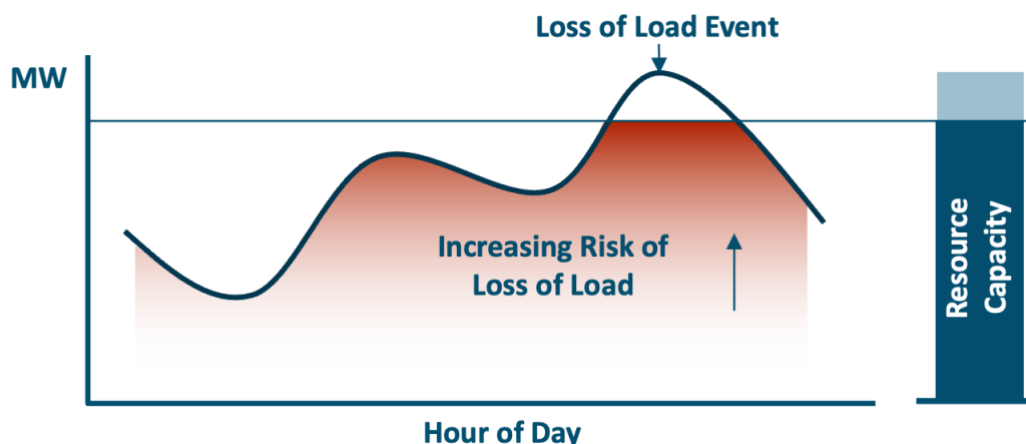 Loss of Load Event
MW
Increasing Risk of
Loss of Load
Resource
Capacity
Hour of Day